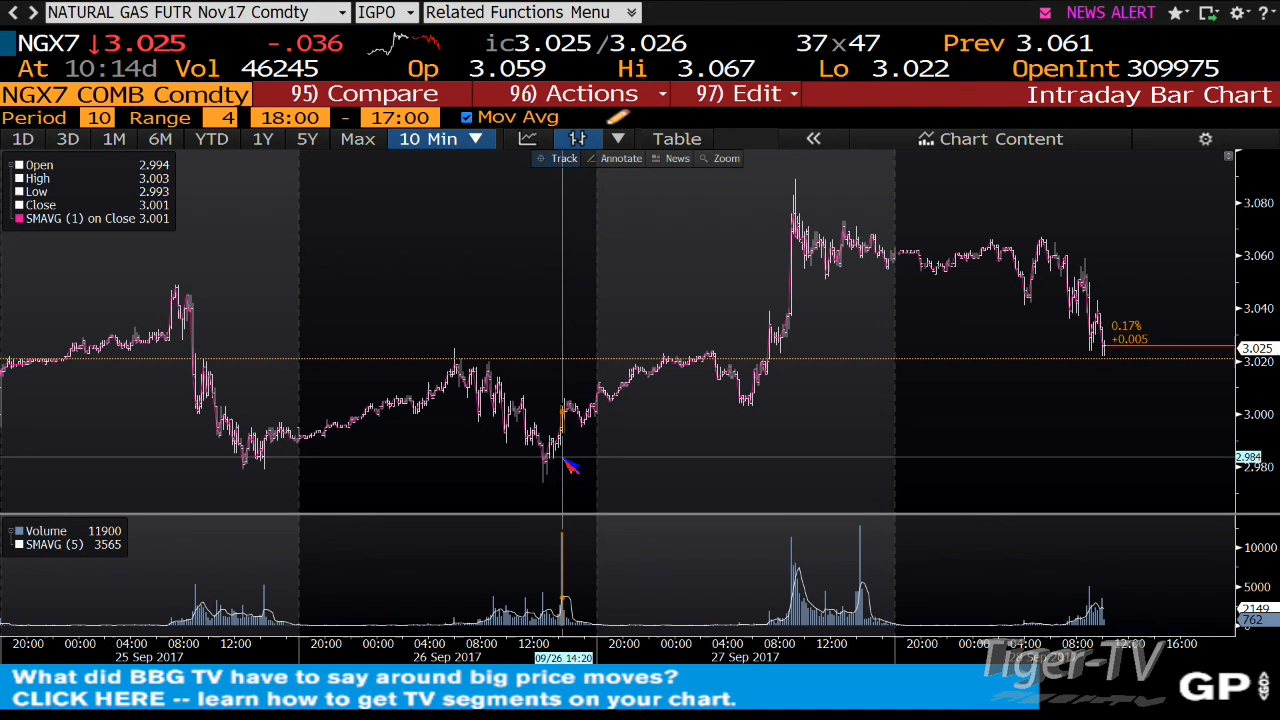 NATURAL GAS FUTR Nov17 Comdty IGPO Related Functions Menu NEWS ALERT
NGX7 ↓3.025 -.036 ic3.025/3.026 37x47 Prev 3.061
At 10:14d Vol 46245 Op 3.059 Hi 3.067 Lo 3.022 OpenInt 309975
NGX7 COMB Comdty 95) Compare 96) Actions 97) Edit Intraday Bar Chart
Period 10 Range 4 18:00 - 17:00 Mov Avg
1D 3D 1M 6M YTD 1Y 5Y Max 10 Min ▼ Table « Chart Content
Track Annotate News Zoom
Open 2.994
High 3.003
Low 2.993
Close 3.001
SMAVG (1) on Close 3.001
3.080
3.060
3.040
0.17%
+0.005
3.025
3.020
3.000
2.984
2.980
Volume 11900
SMAVG (5) 3565
10000
5000
2149
762
0
20:00 00:00 04:00 08:00 12:00 20:00 00:00 04:00 08:00 12:00 20:00 00:00 04:00 08:00 12:00 20:00 00:00 04:00 08:00 12:00 16:00
25 Sep 2017 26 Sep 2017 09/26 14:20 27 Sep 2017 28 Sep 2017
Tiger-TV
What did BBG TV have to say around big price moves?
CLICK HERE -- learn how to get TV segments on your chart.
GP GO